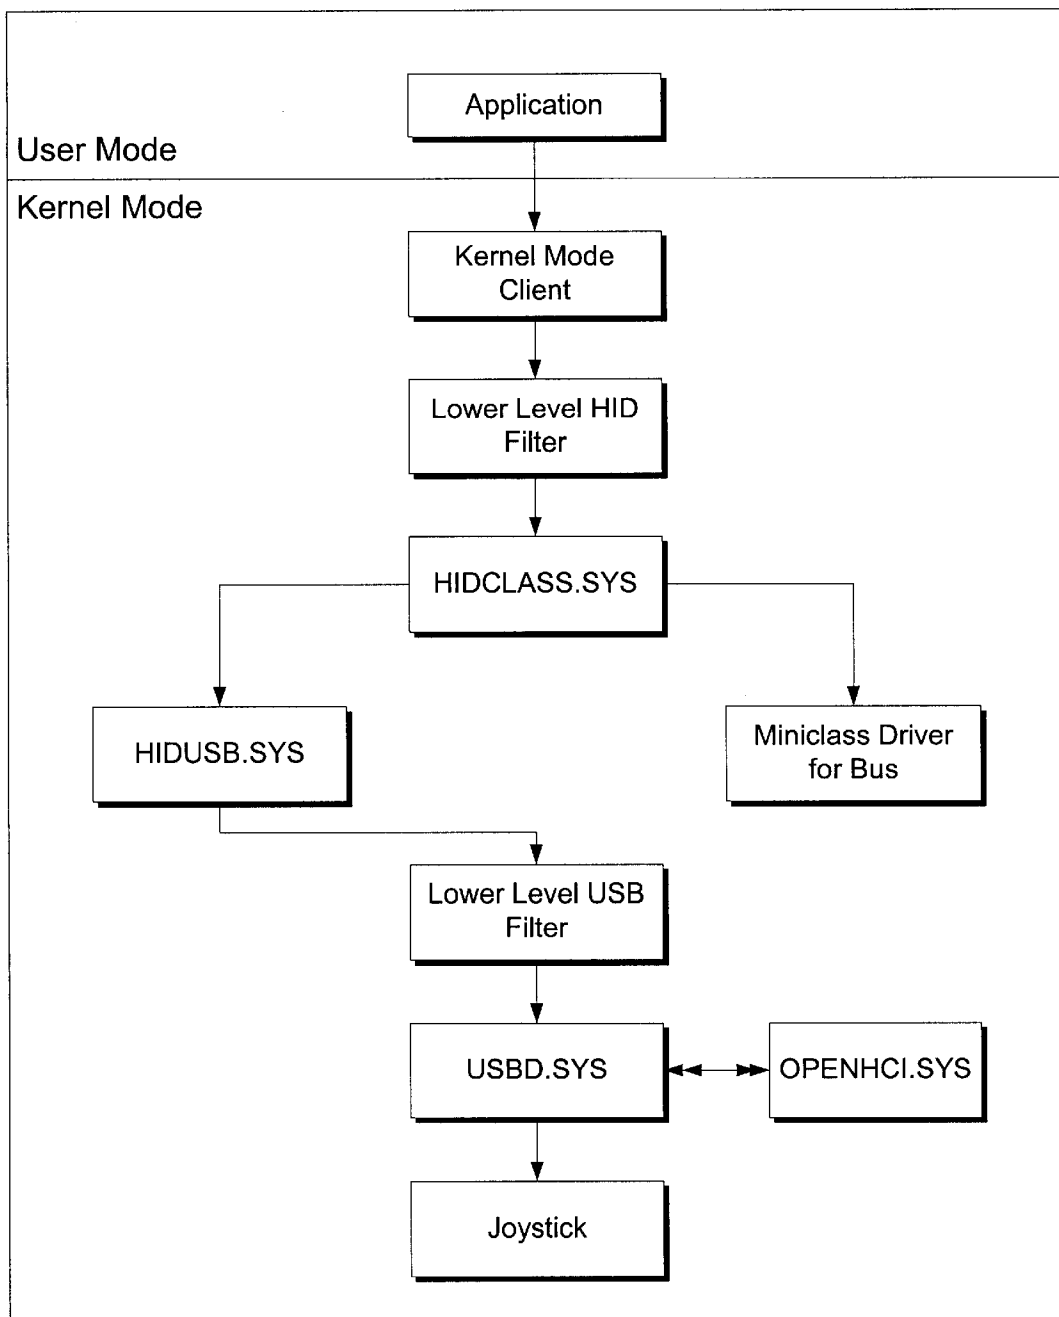 Application
User Mode
Kernel Mode
Kernel Mode
Client
Lower Level HID
Filter
HIDCLASS.SYS
HIDUSB.SYS
Miniclass Driver
for Bus
Lower Level USB
Filter
USBD.SYS
OPENHCI.SYS
Joystick